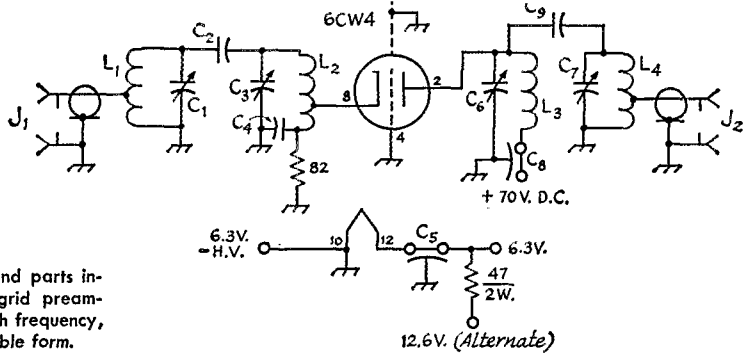 C9
6CW4
C2
L1
L2
C3
C1
C4
8
2
4
82
J1
C6
L3
C7
L4
J2
C8
+ 70V. D.C.
6.3V.
-H.V.
10
12
C5
6.3V.
47
2W.
12.6V. (Alternate)
nd parts in-
grid pream-
h frequency,
ble form.